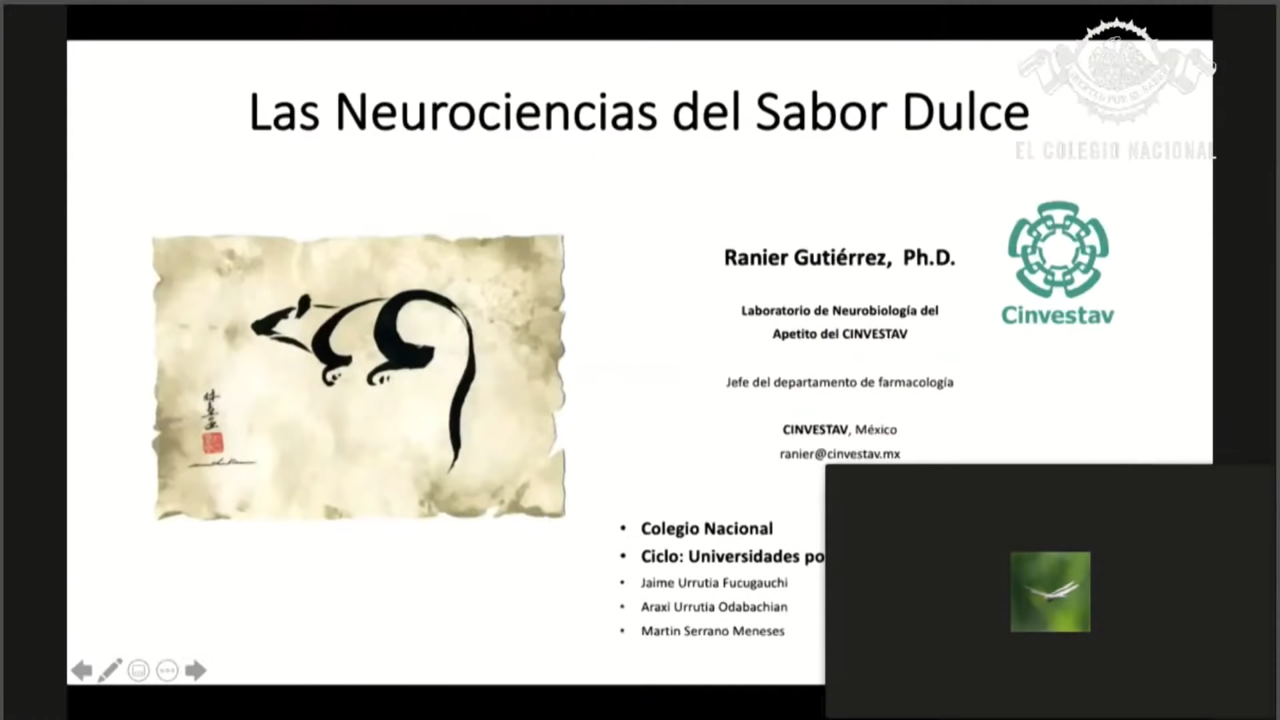 Las Neurociencias del Sabor Dulce
EL COLEGIO NACIONAL
Ranier Gutiérrez, Ph.D.
Cinvestav
Laboratorio de Neurobiología del
Apetito del CINVESTAV
Jefe del departamento de farmacología
CINVESTAV, México
ranier@cinvestav.mx
• Colegio Nacional
• Ciclo: Universidades po
• Jaime Urrutia Fucugauchi
• Araxi Urrutia Odabachian
• Martin Serrano Meneses